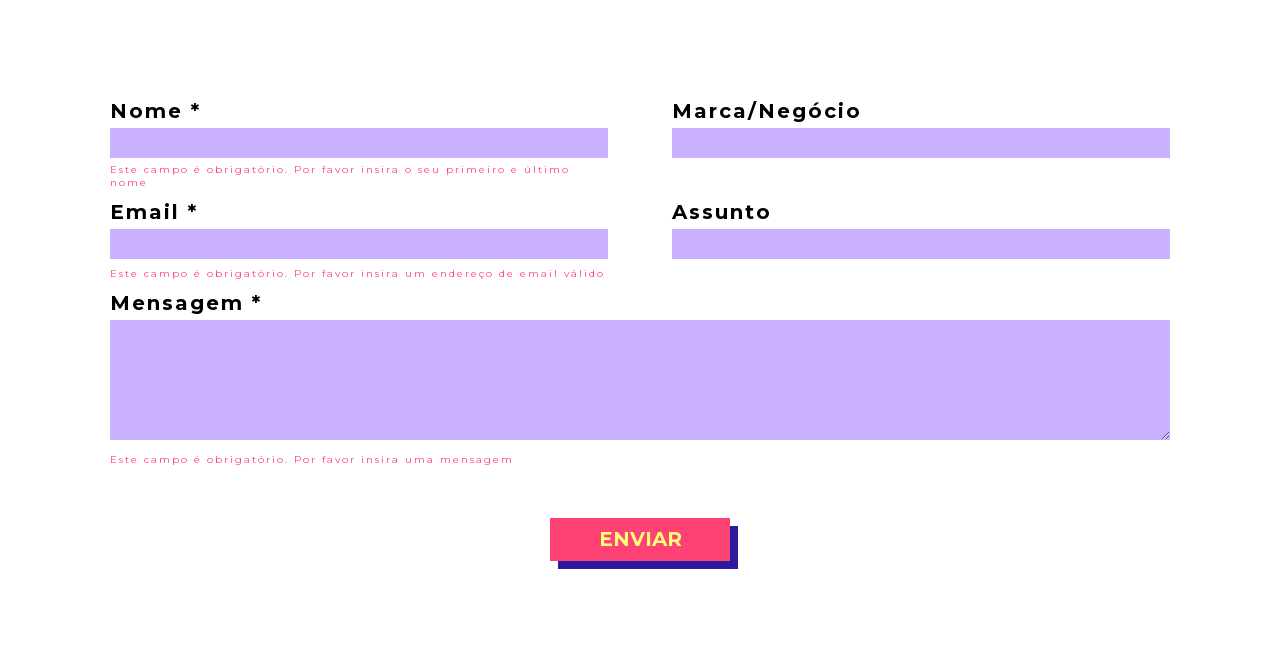 Nome *
Marca/Negócio
Este campo é obrigatório. Por favor insira o seu primeiro e último
nome
Email *
Assunto
Este campo é obrigatório. Por favor insira um endereço de email válido
Mensagem *
Este campo é obrigatório. Por favor insira uma mensagem
ENVIAR